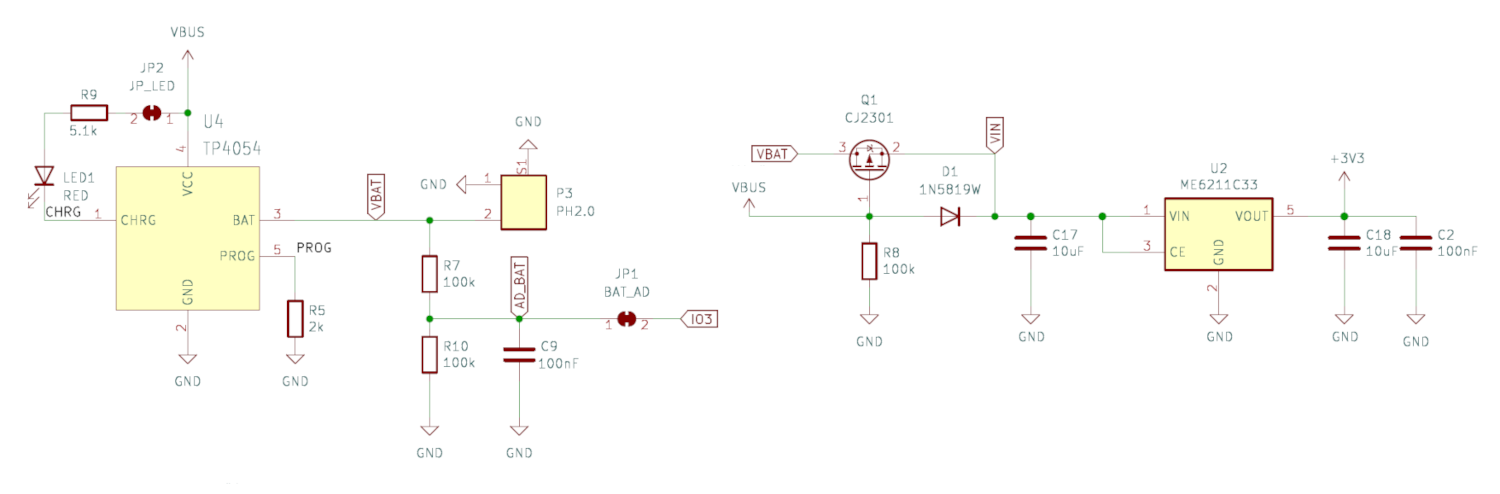 VBUS
JP2
JP_LED
R9
5.1k
2
1
U4
TP4054
4
VCC
LED1
RED
CHRG
1
CHRG
BAT
3
PROG
5
PROG
GND
2
GND
R5
2k
GND
VBAT
GND
S1
GND
1
2
P3
PH2.0
R7
100k
AD_BAT
JP1
BAT_AD
1
2
IO3
R10
100k
C9
100nF
GND
GND
Q1
CJ2301
VBAT
3
2
1
VIN
VBUS
D1
1N5819W
R8
100k
GND
C17
10uF
GND
U2
ME6211C33
1
VIN
VOUT
5
3
CE
GND
2
GND
+3V3
C18
10uF
GND
C2
100nF
GND